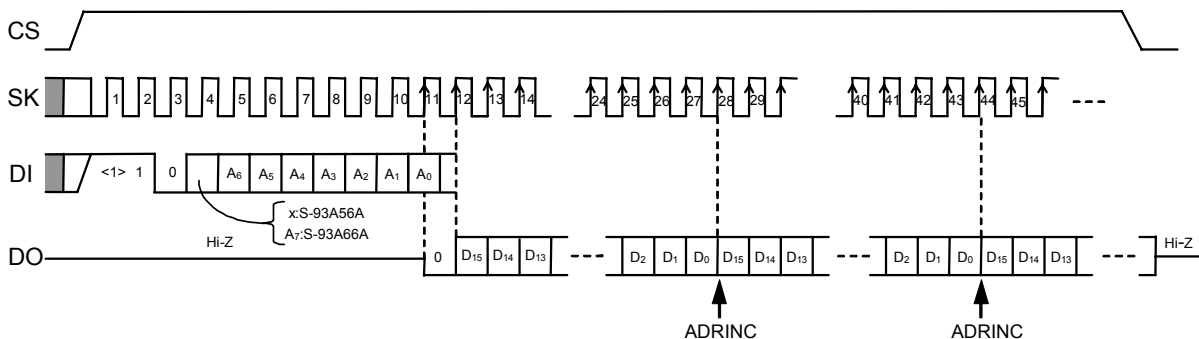 CS
SK 1 2 3 4 5 6 7 8 9 10 11 12 13 14 24 25 26 27 28 29 40 41 42 43 44 45
DI <1> 1 0 A₆ A₅ A₄ A₃ A₂ A₁ A₀
x:S-93A56A
A₇:S-93A66A
Hi-Z
Hi-Z
DO 0 D₁₅ D₁₄ D₁₃ D₂ D₁ D₀ D₁₅ D₁₄ D₁₃ D₂ D₁ D₀ D₁₅ D₁₄ D₁₃
ADRINC ADRINC